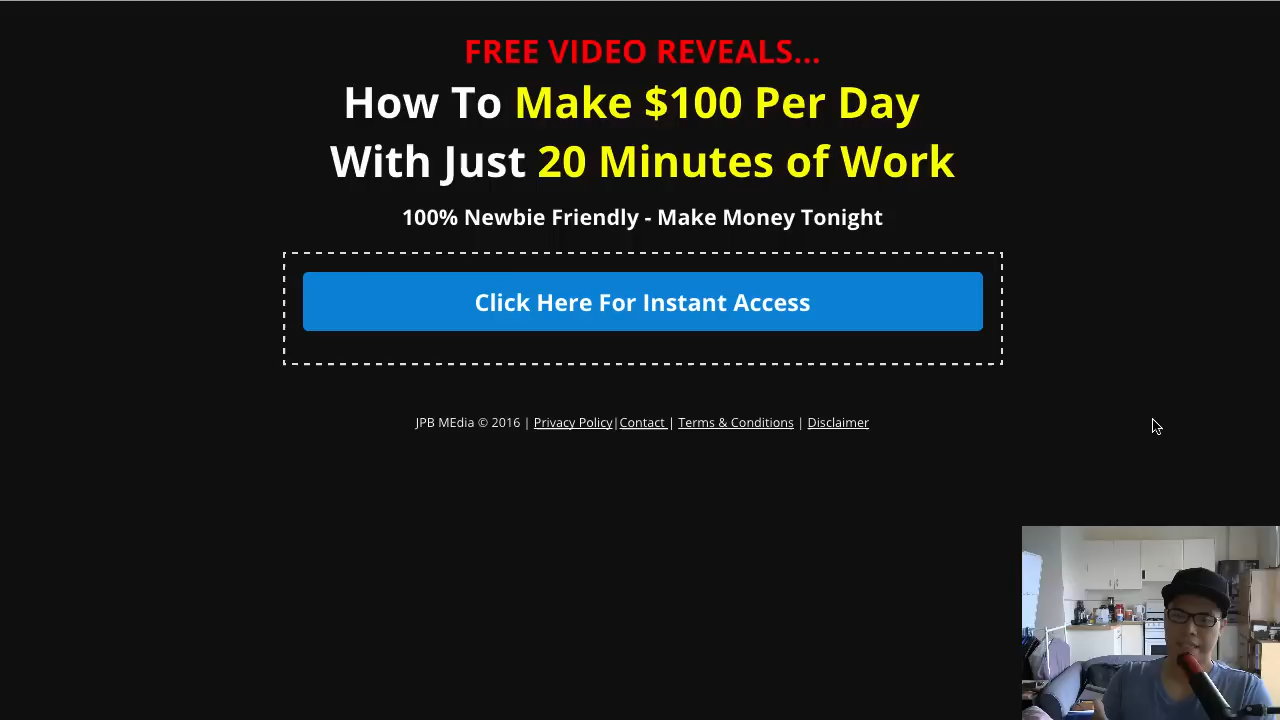 FREE VIDEO REVEALS...
How To Make $100 Per Day
With Just 20 Minutes of Work
100% Newbie Friendly - Make Money Tonight
Click Here For Instant Access
JPB MEdia © 2016 | Privacy Policy|Contact | Terms & Conditions | Disclaimer